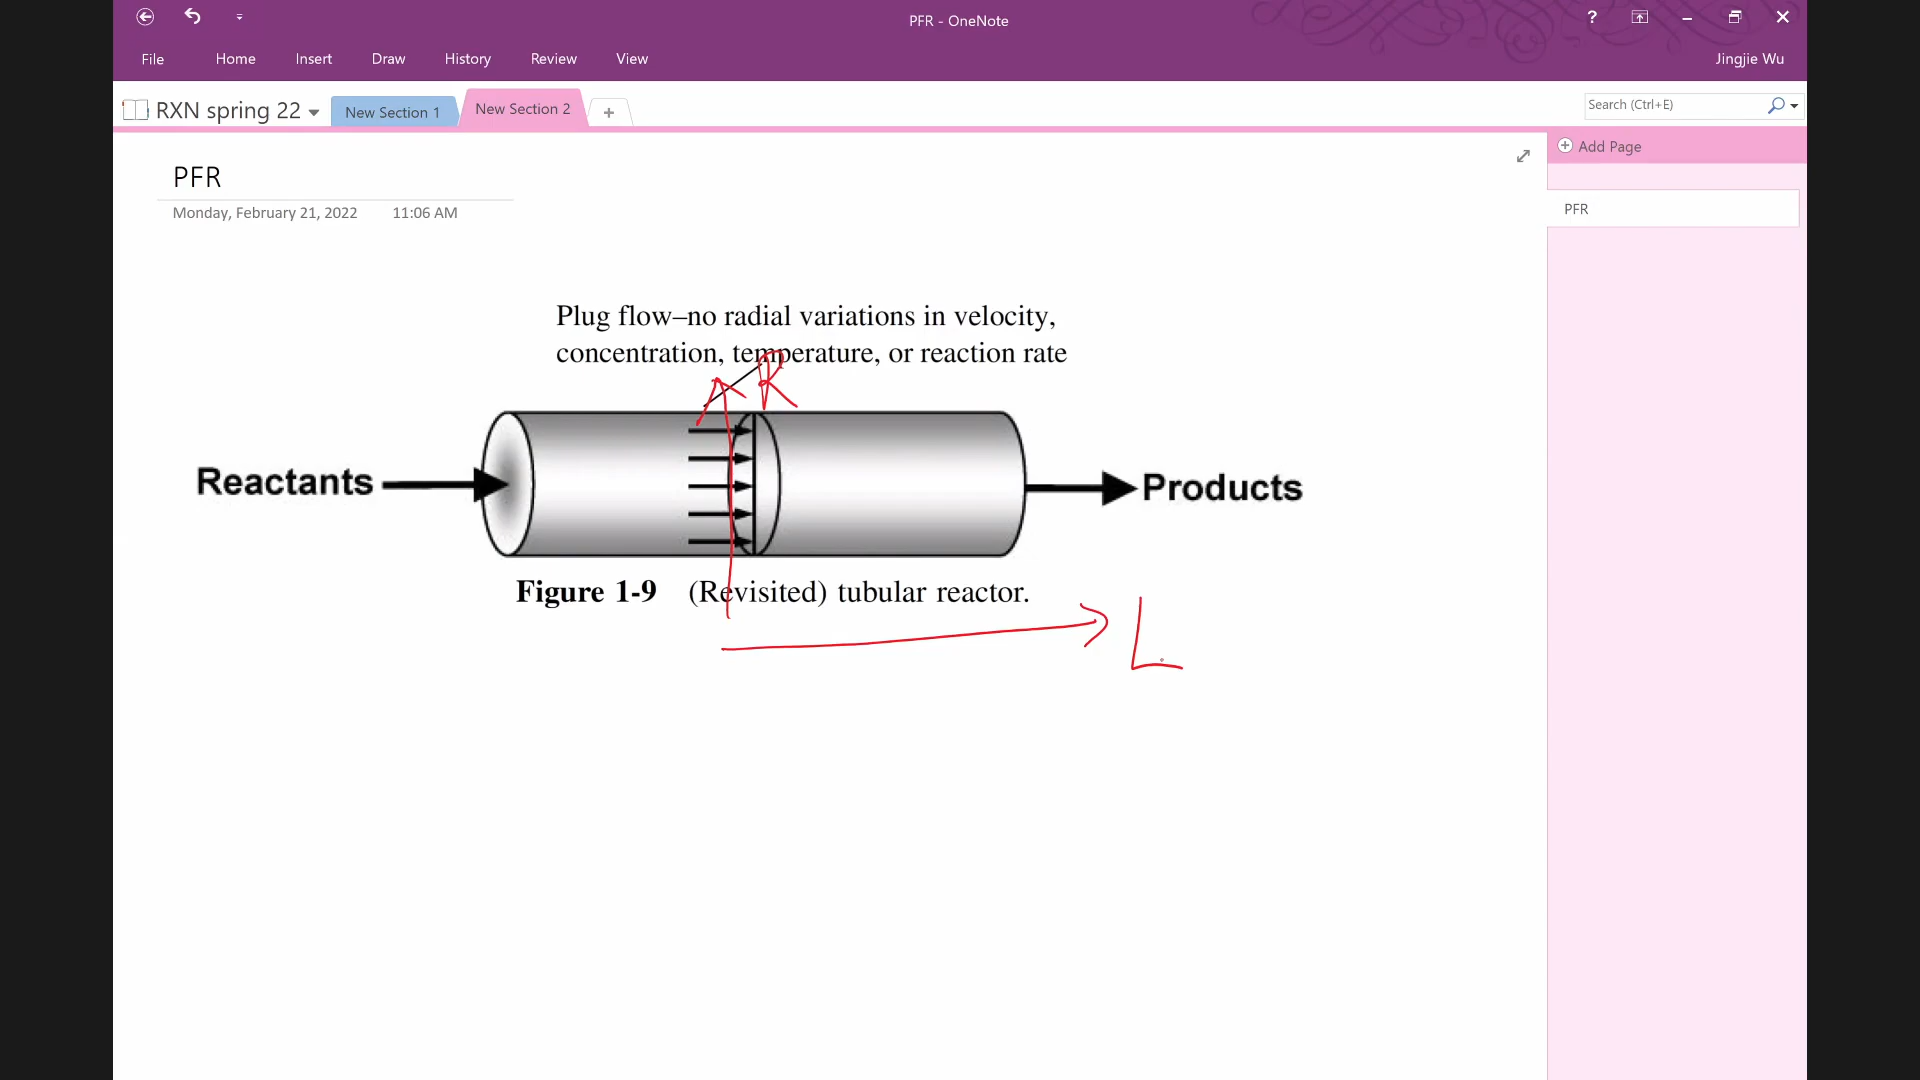 PFR - OneNote
?
File Home Insert Draw History Review View
Jingjie Wu
RXN spring 22
New Section 1
New Section 2
+
Search (Ctrl+E)
Add Page
PFR
PFR
Monday, February 21, 2022 11:06 AM
Plug flow–no radial variations in velocity,
concentration, temperature, or reaction rate
R
Reactants
Products
Figure 1-9 (Revisited) tubular reactor.
L